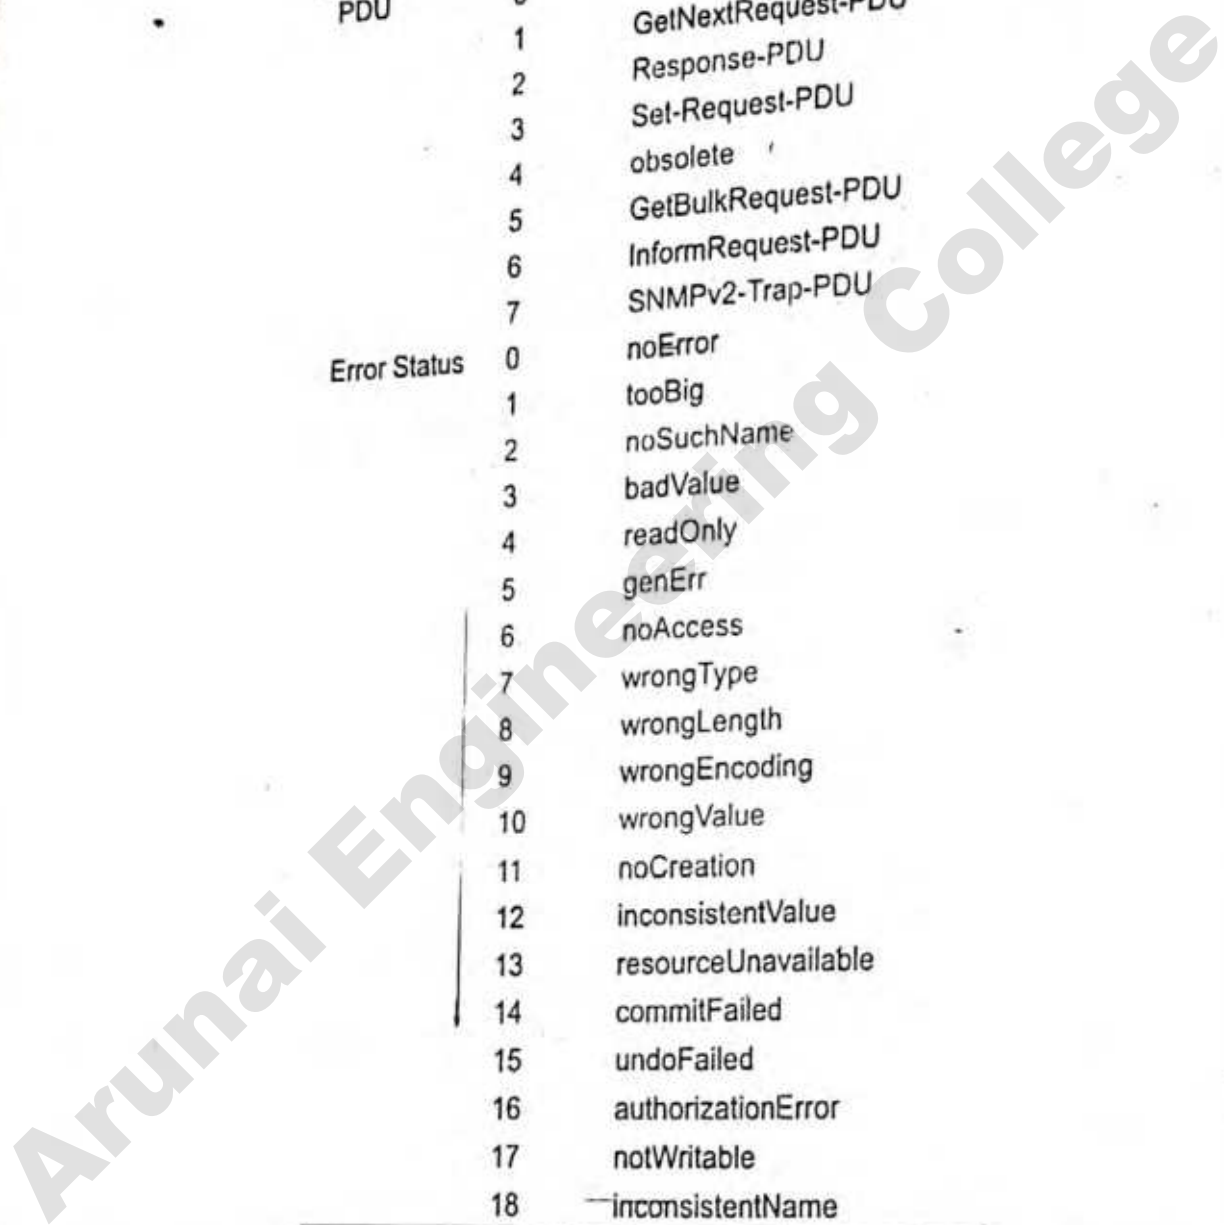 PDU
1 GetNextRequest-PDU
2 Response-PDU
3 Set-Request-PDU
4 obsolete
5 GetBulkRequest-PDU
6 InformRequest-PDU
7 SNMPv2-Trap-PDU
Error Status 0 noError
1 tooBig
2 noSuchName
3 badValue
4 readOnly
5 genErr
6 noAccess
7 wrongType
8 wrongLength
9 wrongEncoding
10 wrongValue
11 noCreation
12 inconsistentValue
13 resourceUnavailable
14 commitFailed
15 undoFailed
16 authorizationError
17 notWritable
18 inconsistentName
Arunai Engineering College